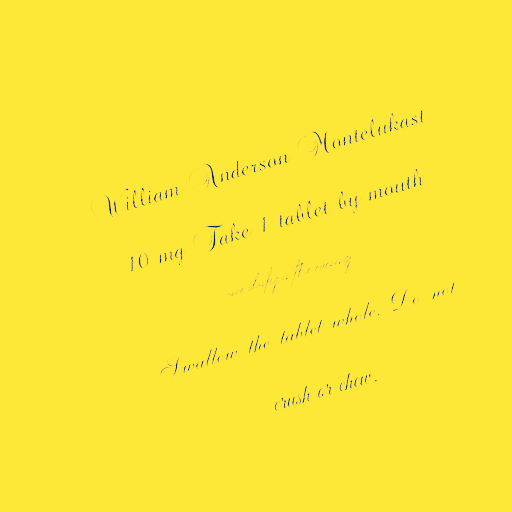 William Anderson Montelukast
10 mg Take 1 tablet by mouth
Swallow the tablet whole. Do not
crush or chew.